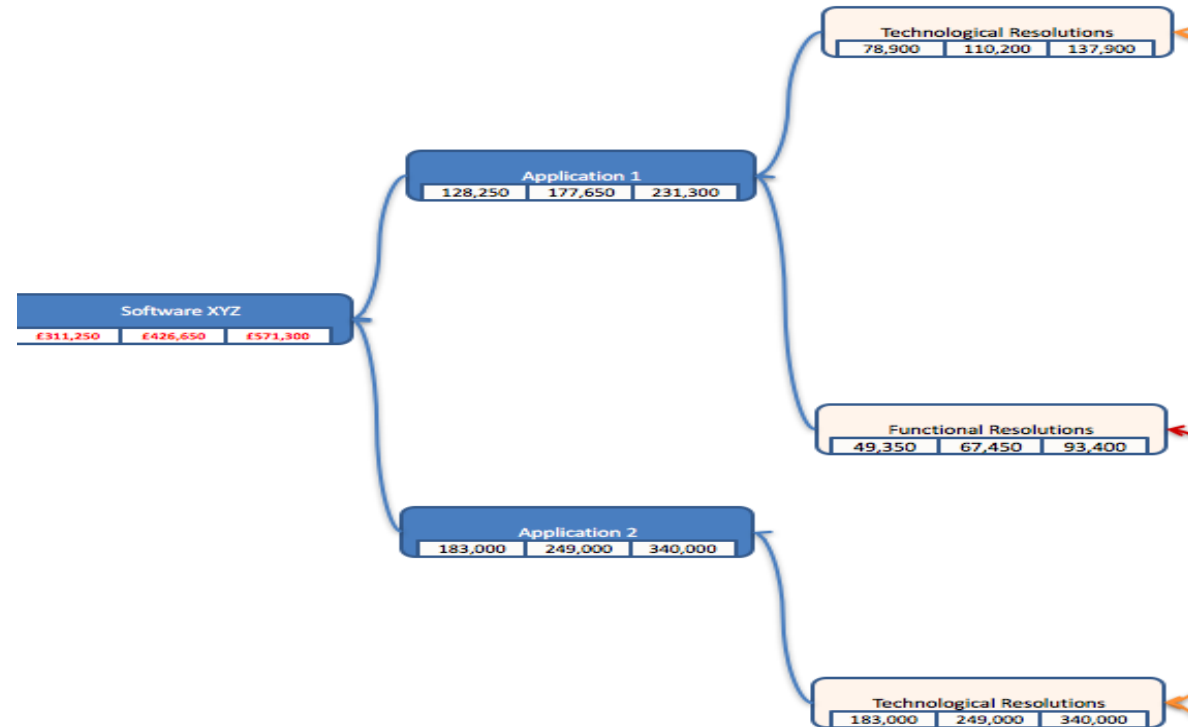 Technological Resolutions
78,900 110,200 137,900
Application 1
128,250 177,650 231,300
Software XYZ
£311,250 £426,650 £571,300
Functional Resolutions
49,350 67,450 93,400
Application 2
183,000 249,000 340,000
Technological Resolutions
183,000 249,000 340,000